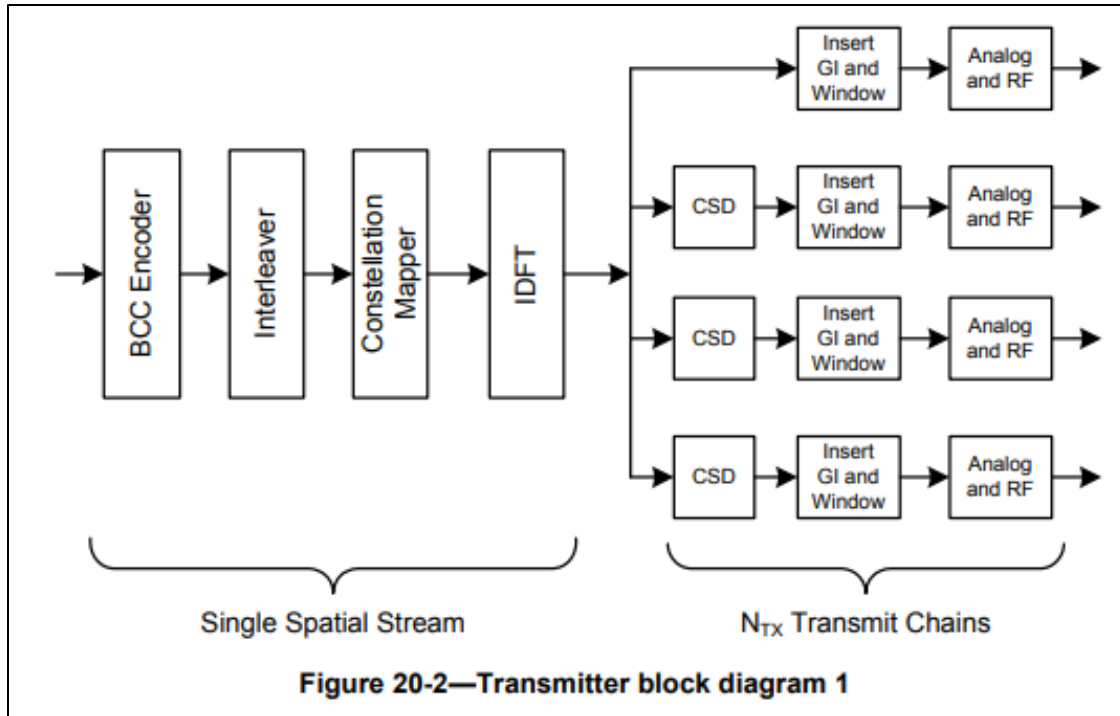 BCC Encoder
Interleaver
Constellation
Mapper
IDFT
Insert
GI and
Window
Analog
and RF
CSD
Insert
GI and
Window
Analog
and RF
CSD
Insert
GI and
Window
Analog
and RF
CSD
Insert
GI and
Window
Analog
and RF
Single Spatial Stream
N_TX Transmit Chains
Figure 20-2—Transmitter block diagram 1